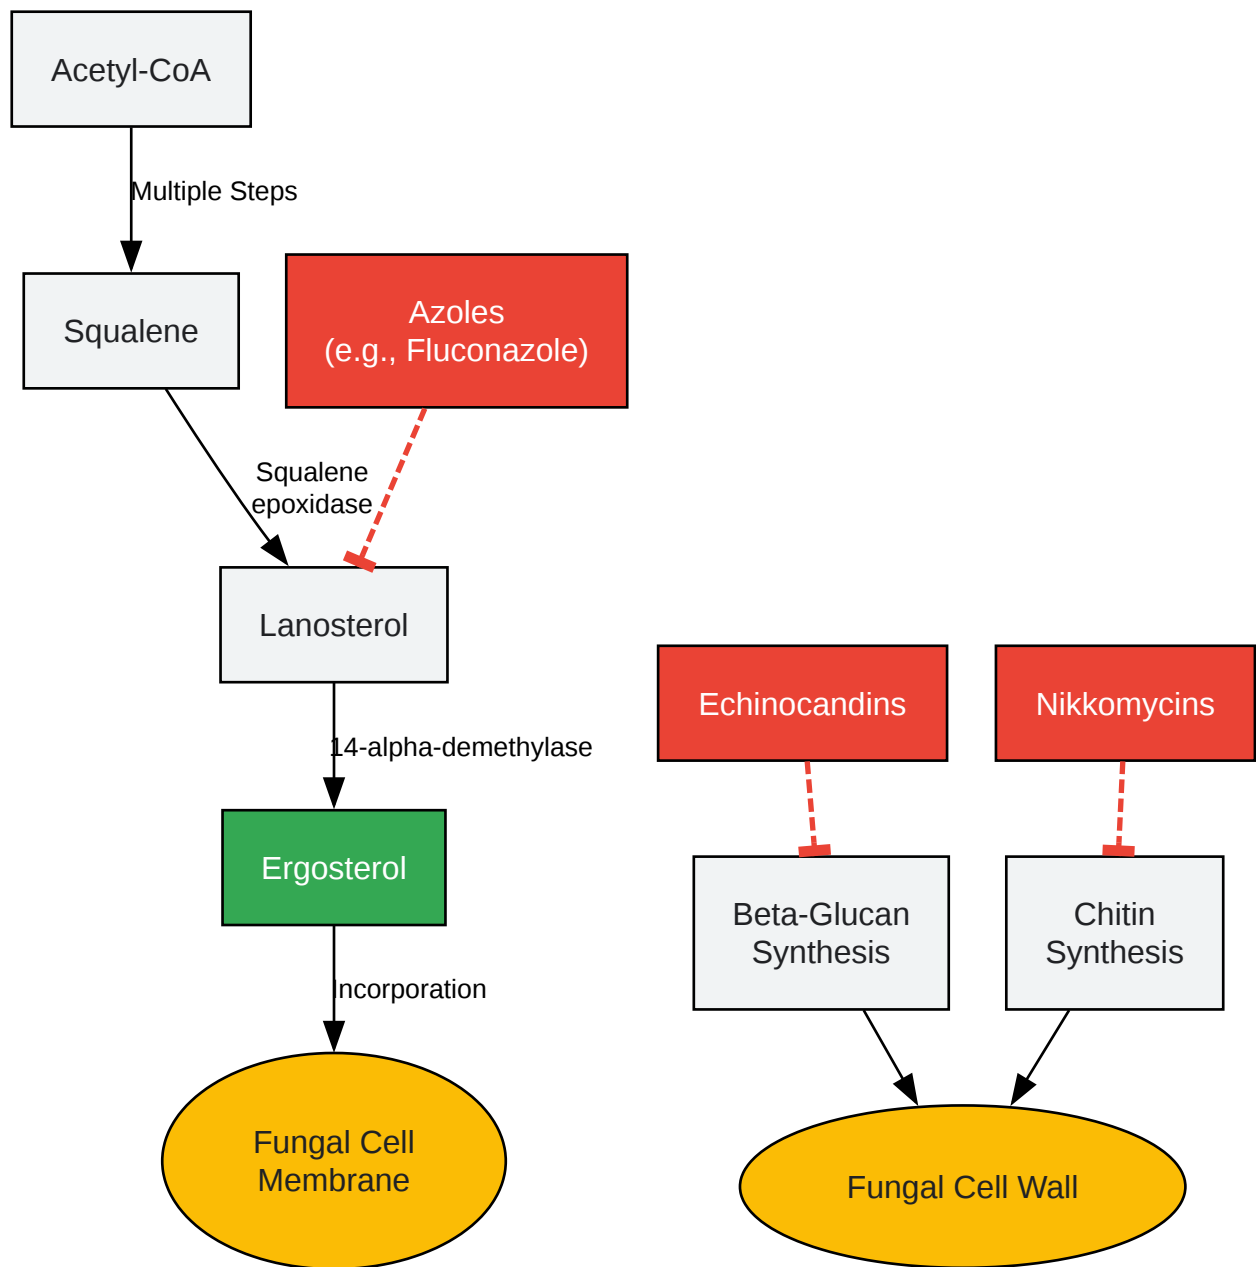 Acetyl-CoA
Multiple Steps
Squalene
Azoles
(e.g., Fluconazole)
Squalene
epoxidase
Lanosterol
14-alpha-demethylase
Echinocandins
Nikkomycins
Ergosterol
Beta-Glucan
Synthesis
Chitin
Synthesis
Incorporation
Fungal Cell
Membrane
Fungal Cell Wall